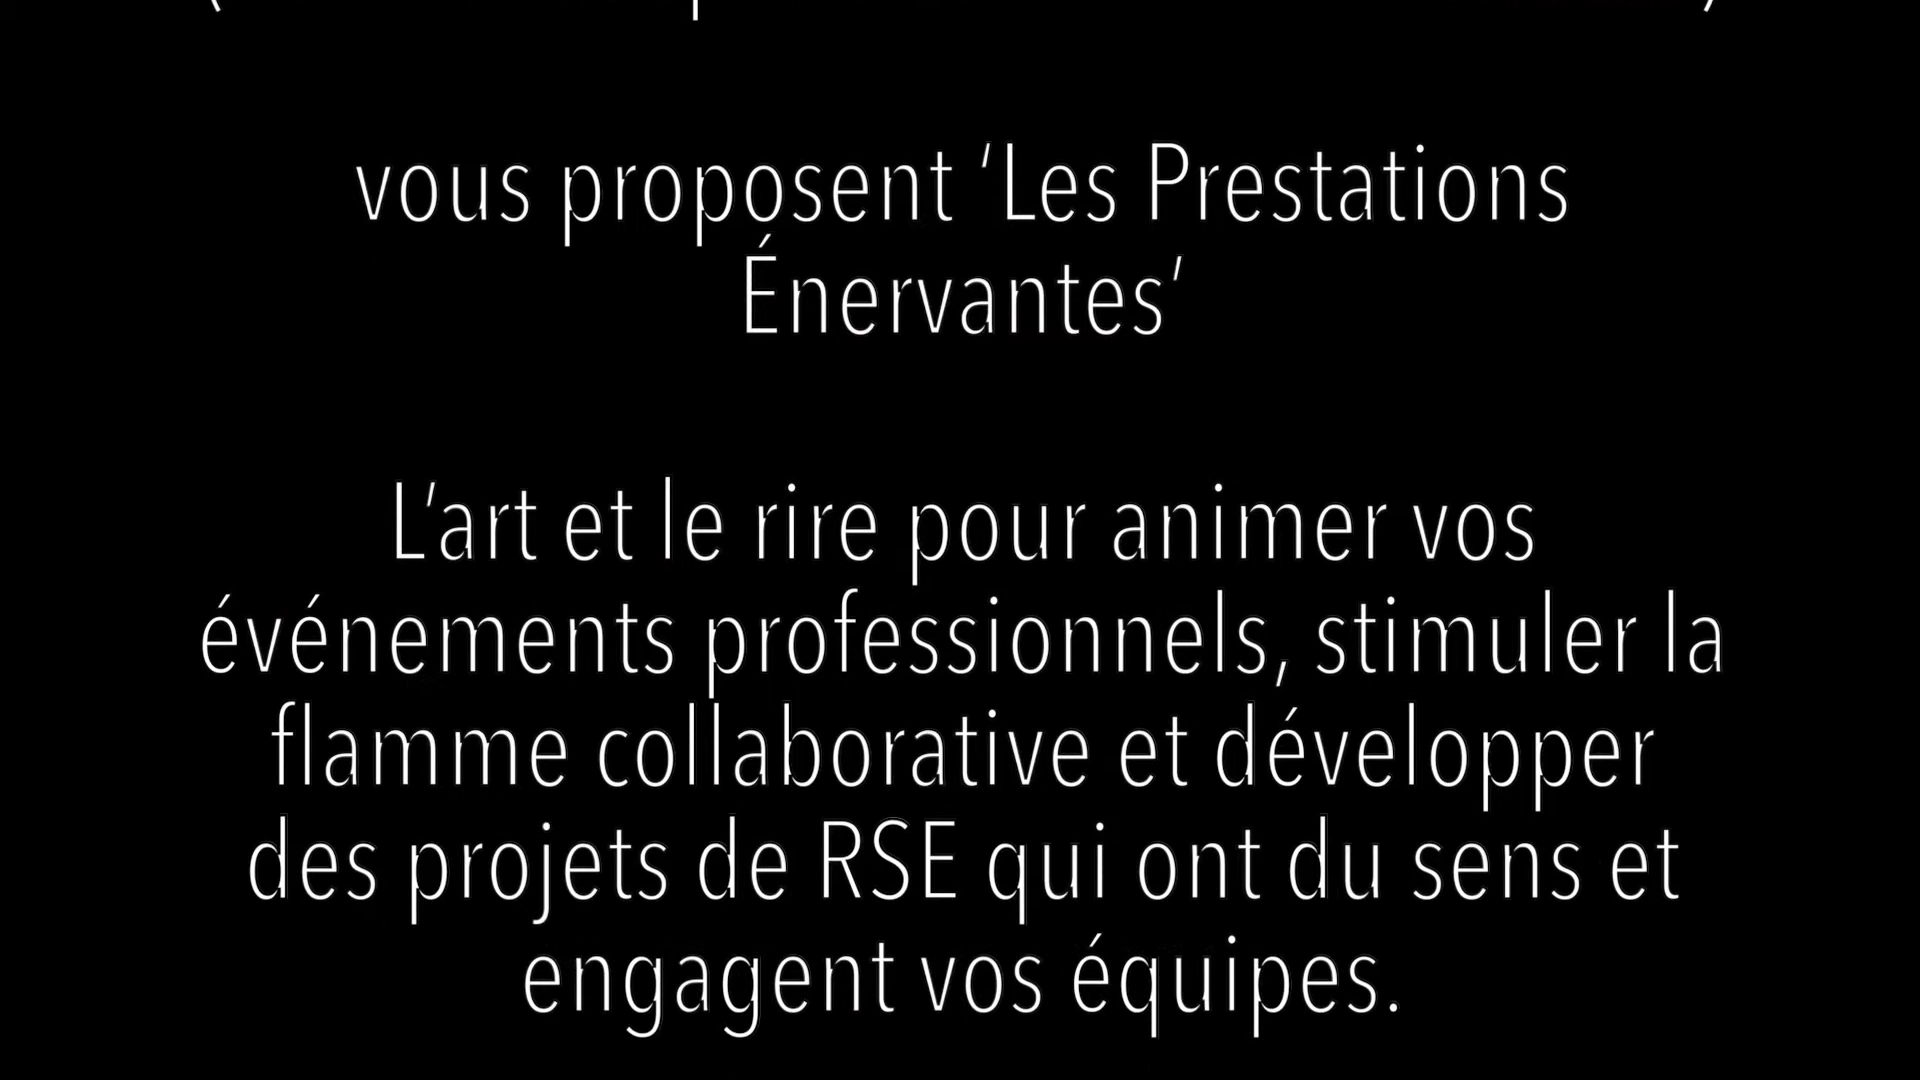 vous proposent ‘Les Prestations
Énervantes’
L’art et le rire pour animer vos
événements professionnels, stimuler la
flamme collaborative et développer
des projets de RSE qui ont du sens et
engagent vos équipes.